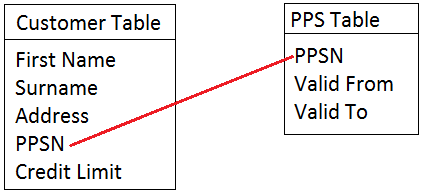 Customer Table
First Name
Surname
Address
PPSN
Credit Limit
PPS Table
PPSN
Valid From
Valid To